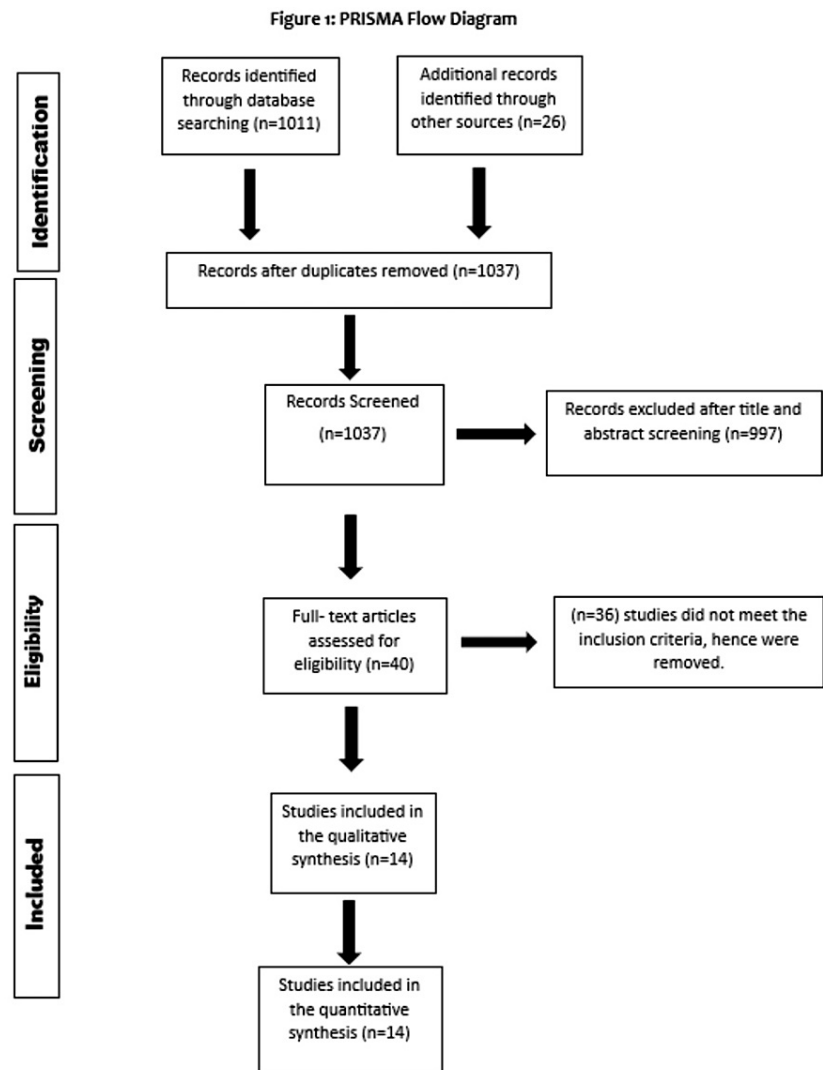 Figure 1: PRISMA Flow Diagram
Identification
Records identified
through database
searching (n=1011)
Additional records
identified through
other sources (n=26)
Records after duplicates removed (n=1037)
Screening
Records Screened
(n=1037)
Records excluded after title and
abstract screening (n=997)
Eligibility
Full- text articles
assessed for
eligibility (n=40)
(n=36) studies did not meet the
inclusion criteria, hence were
removed.
Included
Studies included in
the qualitative
synthesis (n=14)
Studies included in
the quantitative
synthesis (n=14)